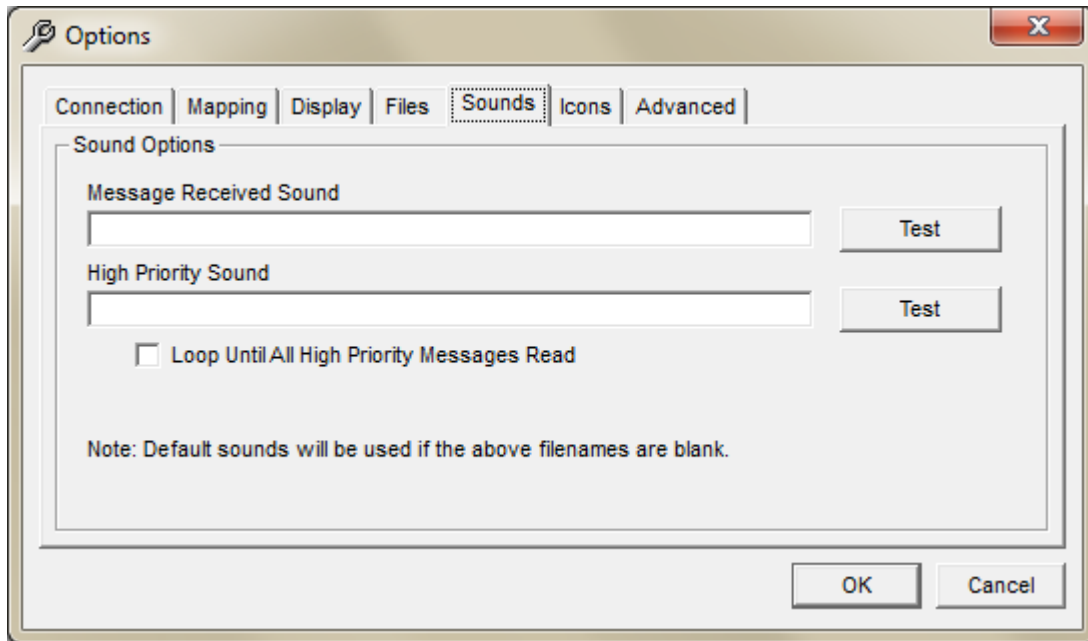 Options
Connection Mapping Display Files Sounds Icons Advanced
Sound Options
Message Received Sound
Test
High Priority Sound
Test
Loop Until All High Priority Messages Read
Note: Default sounds will be used if the above filenames are blank.
OK Cancel